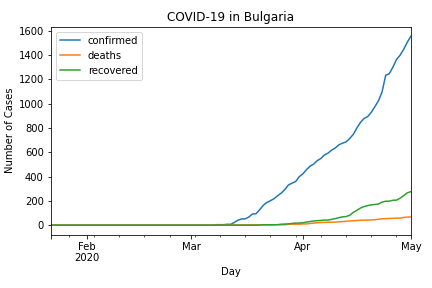 COVID-19 in Bulgaria
confirmed
deaths
recovered
Number of Cases
1600
1400
1200
1000
800
600
400
200
0
Feb
2020
Mar
Apr
May
Day